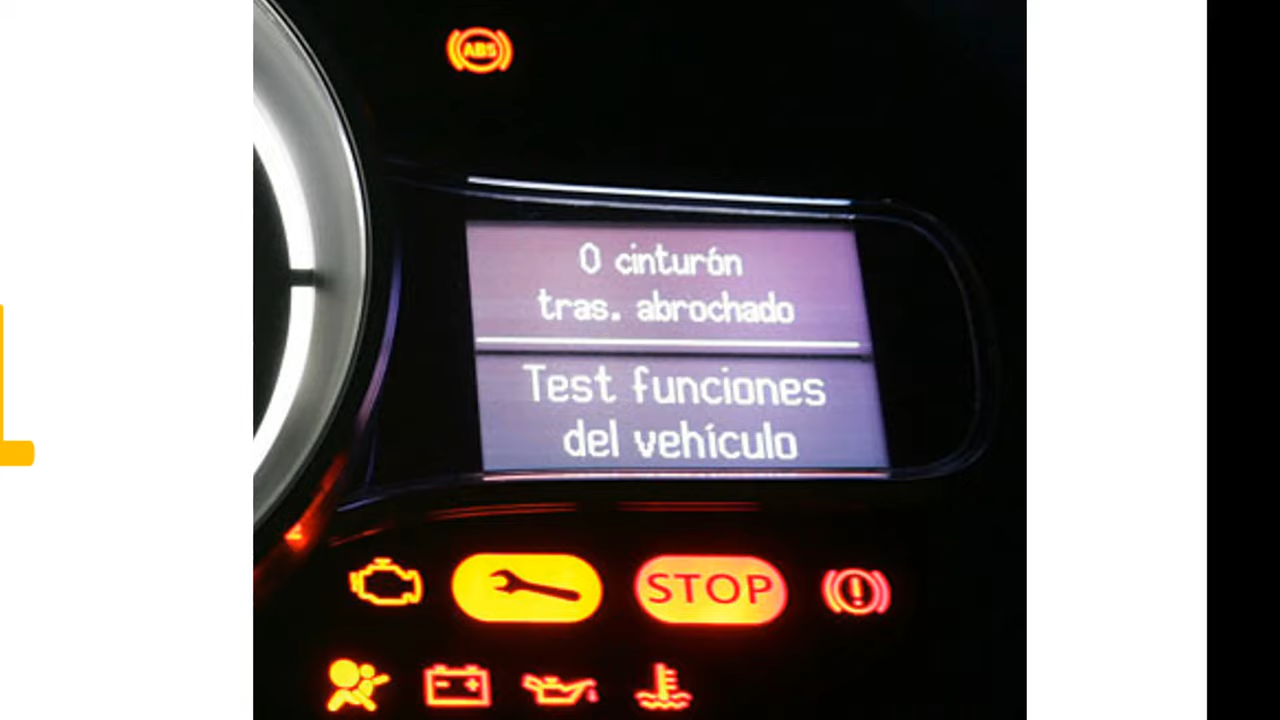 ABS
0 cinturón
tras. abrochado
Test funciones
del vehículo
STOP